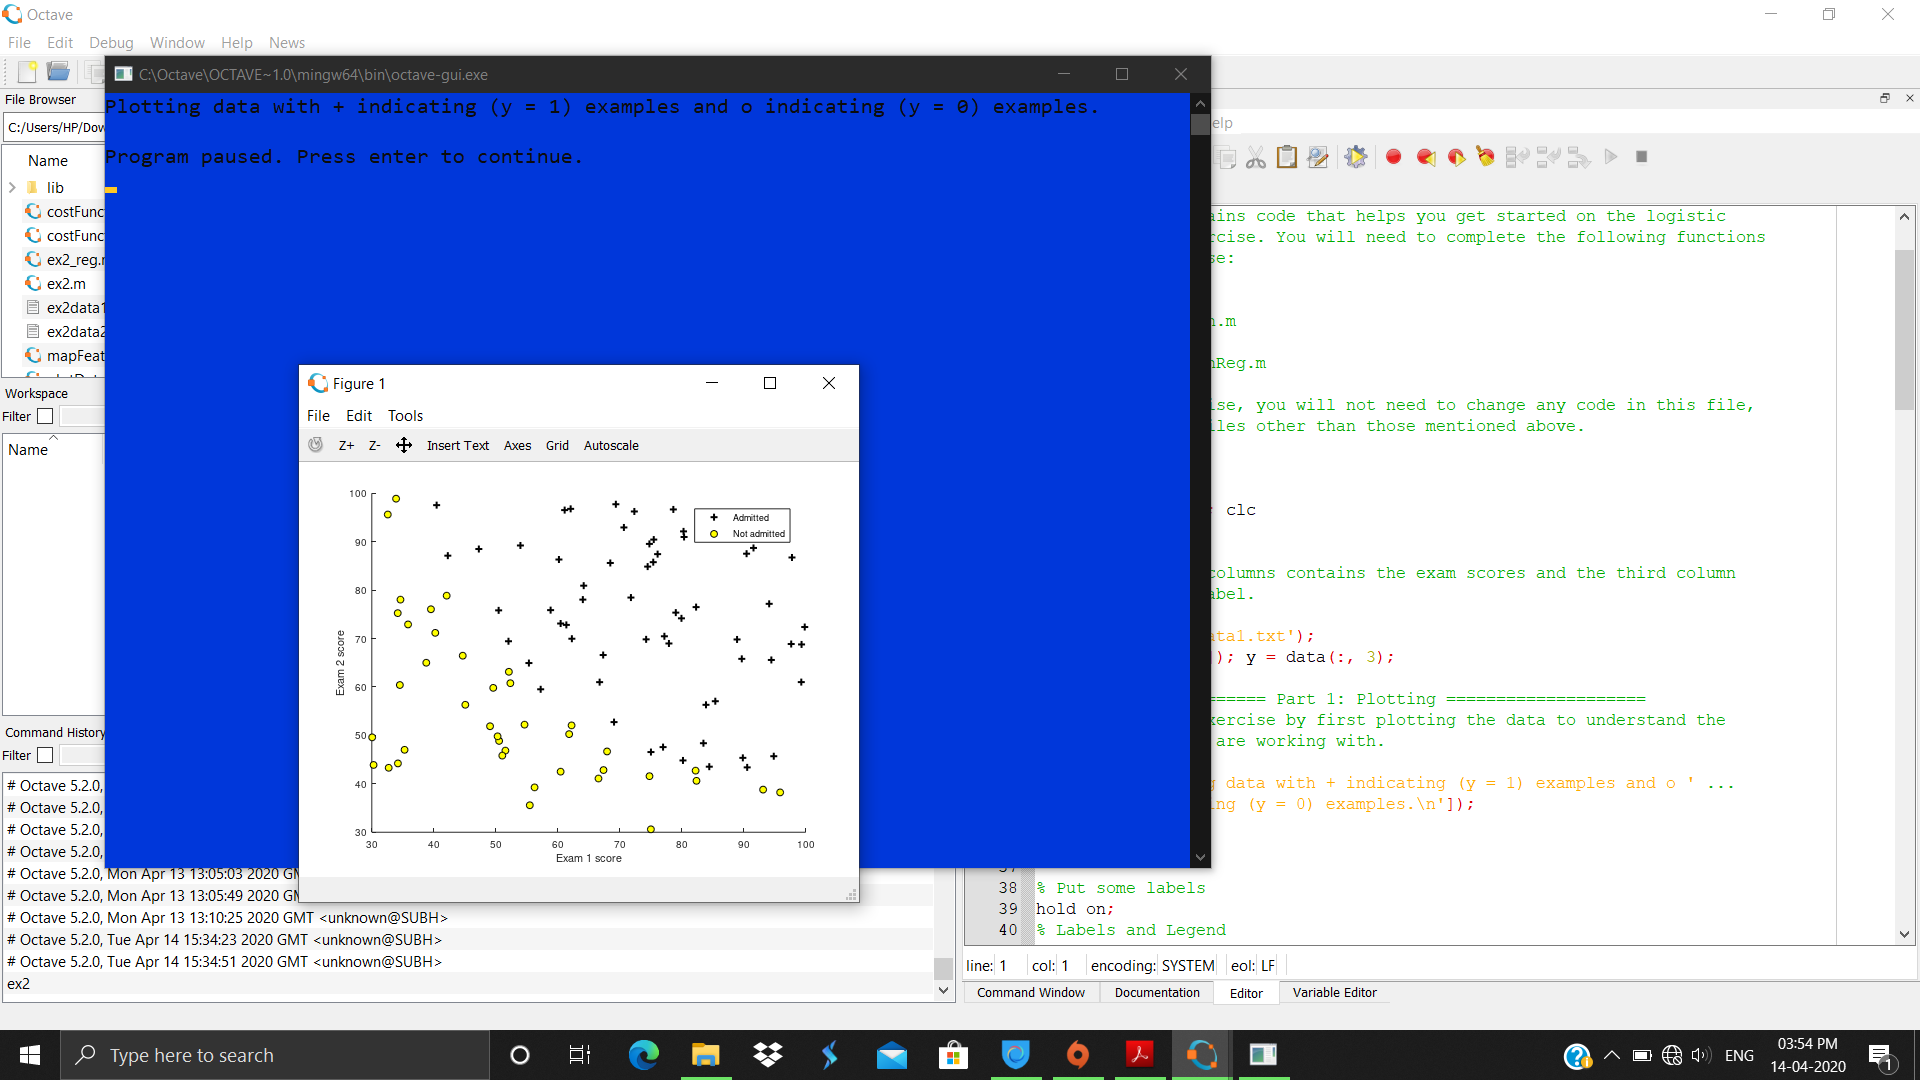 Octave
File Edit Debug Window Help News
C:\Octave\OCTAVE~1.0\mingw64\bin\octave-gui.exe
Plotting data with + indicating (y = 1) examples and o indicating (y = 0) examples.
Program paused. Press enter to continue.
File Browser
C:/Users/HP/Dow
Name
lib
costFunc
costFunc
ex2_reg.r
ex2.m
ex2data1
ex2data2
mapFeat
Workspace
Filter
Name
Command History
Filter
# Octave 5.2.0,
# Octave 5.2.0,
# Octave 5.2.0,
# Octave 5.2.0,
# Octave 5.2.0, Mon Apr 13 13:05:03 2020 GM
# Octave 5.2.0, Mon Apr 13 13:05:49 2020 GM
# Octave 5.2.0, Mon Apr 13 13:10:25 2020 GMT <unknown@SUBH>
# Octave 5.2.0, Tue Apr 14 15:34:23 2020 GMT <unknown@SUBH>
# Octave 5.2.0, Tue Apr 14 15:34:51 2020 GMT <unknown@SUBH>
ex2
Figure 1
File Edit Tools
Z+ Z- Insert Text Axes Grid Autoscale
Admitted
Not admitted
100
90
80
70
60
50
40
30
Exam 2 score
30 40 50 60 70 80 90 100
Exam 1 score
elp
ains code that helps you get started on the logistic
rcise. You will need to complete the following functions
se:
n.m
nReg.m
ise, you will not need to change any code in this file,
iles other than those mentioned above.
; clc
columns contains the exam scores and the third column
abel.
ata1.txt');
]); y = data(:, 3);
====== Part 1: Plotting ====================
xercise by first plotting the data to understand the
are working with.
g data with + indicating (y = 1) examples and o ' ...
ing (y = 0) examples.\n']);
37
38 % Put some labels
39 hold on;
40 % Labels and Legend
line: 1 col: 1 encoding: SYSTEM eol: LF
Command Window Documentation Editor Variable Editor
Type here to search
ENG
03:54 PM
14-04-2020
1